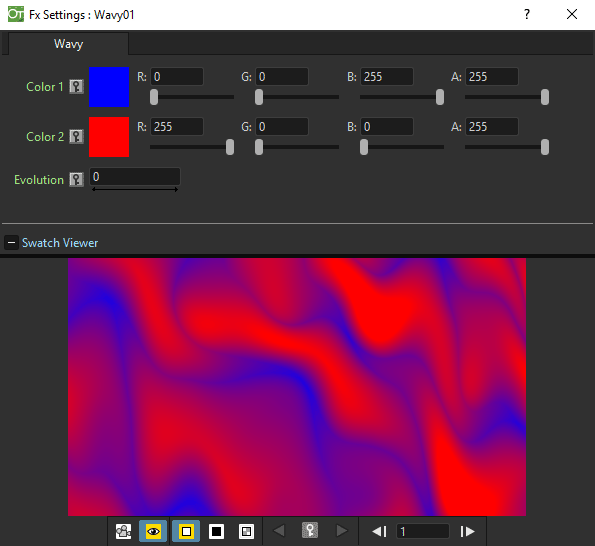 OT Fx Settings : Wavy01 ?
Wavy
Color 1 R: 0 G: 0 B: 255 A: 255
Color 2 R: 255 G: 0 B: 0 A: 255
Evolution 0
Swatch Viewer
1